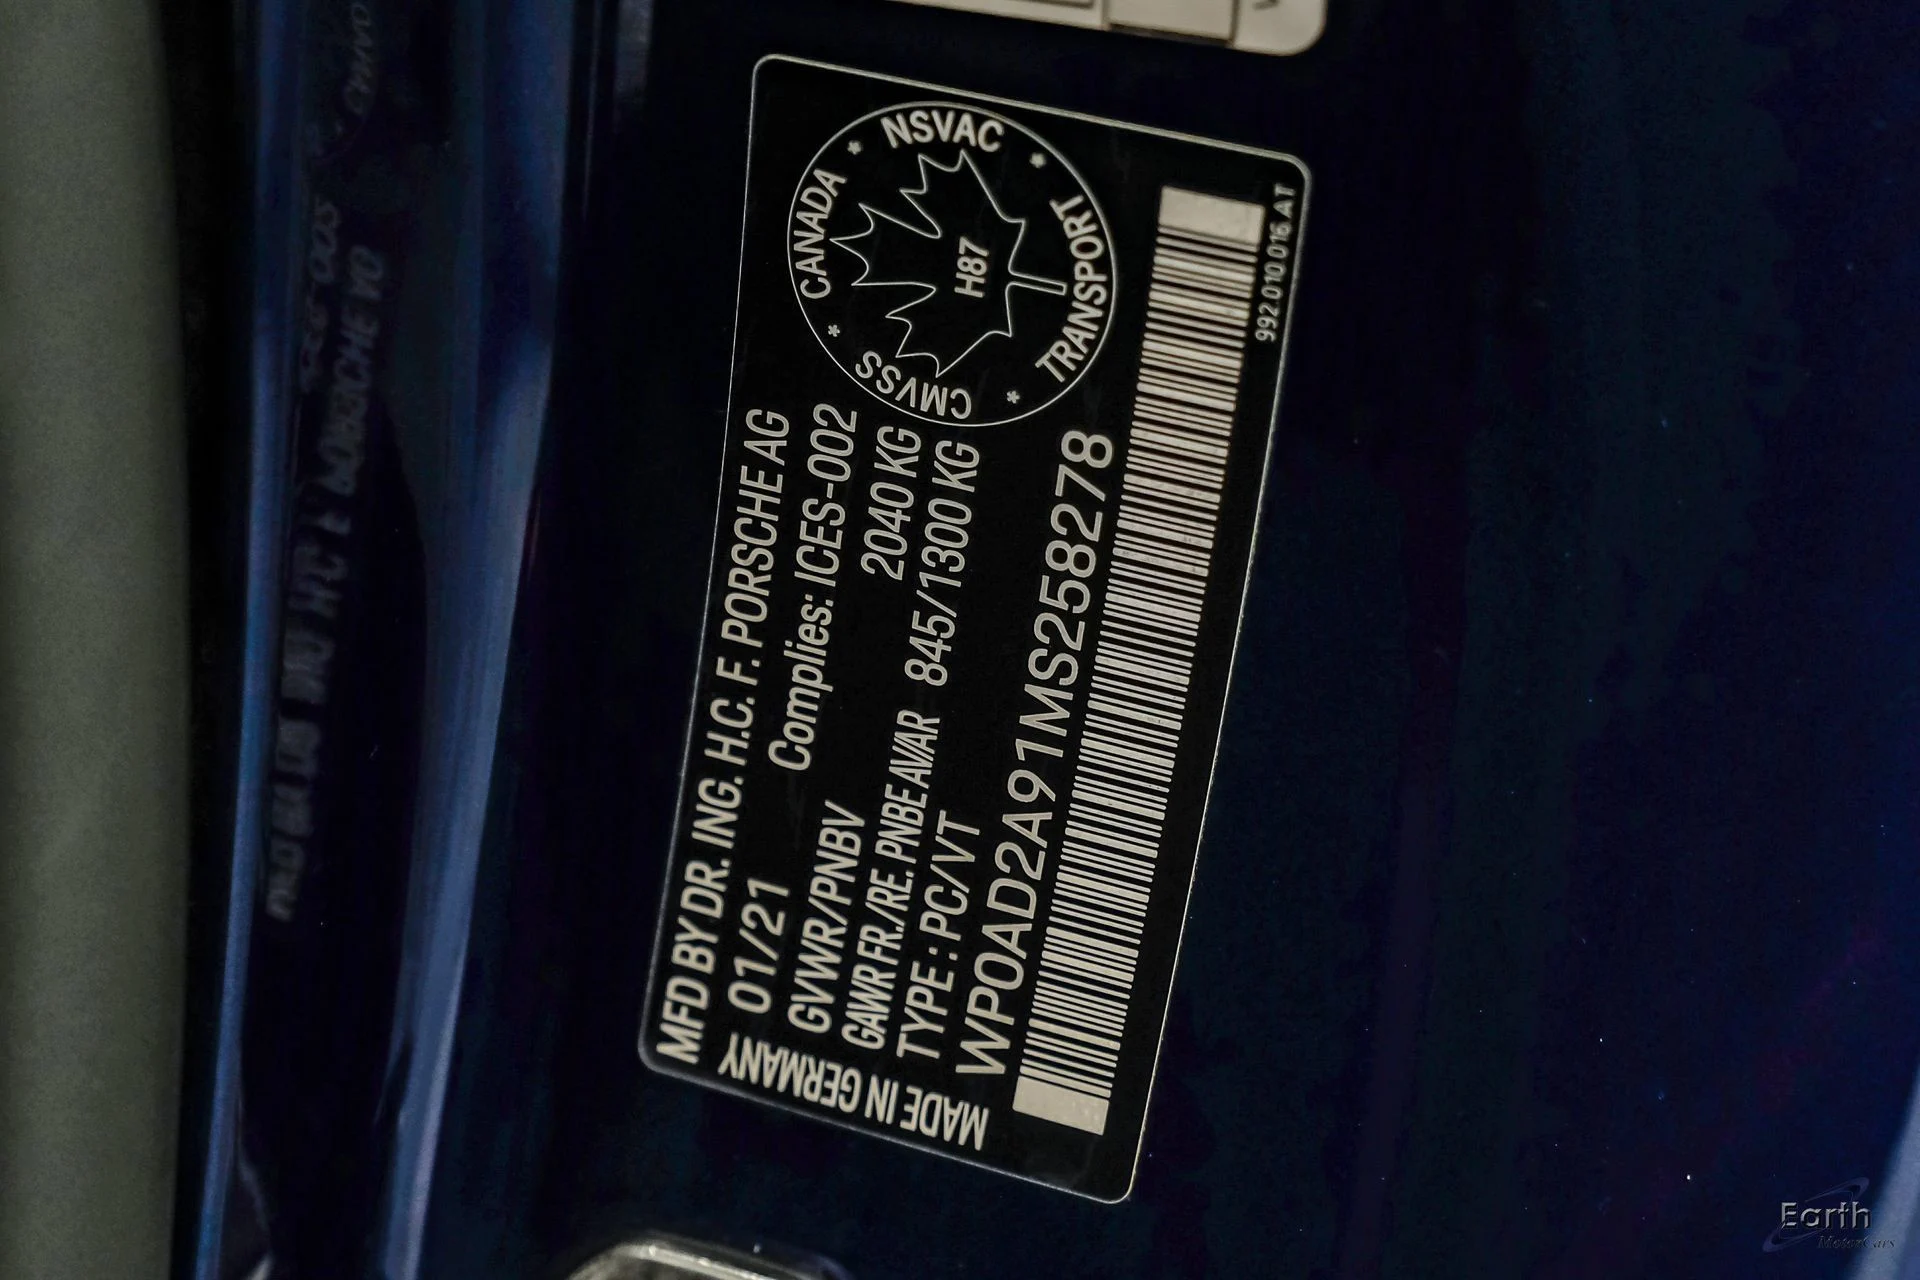 MFD BY DR. ING. H.C. F. PORSCHE AG
01/21 Complies: ICES-002
GVWR/PNBV 2040 KG
GAWR FR./RE. PNBE AV/AR 845/1300 KG
TYPE : PC/VT
WP0AD2A91MS258278
MADE IN GERMANY
CANADA * NSVAC * TRANSPORT * CMVSS *
H87
992.010.016.AT
Earth
MotorCars